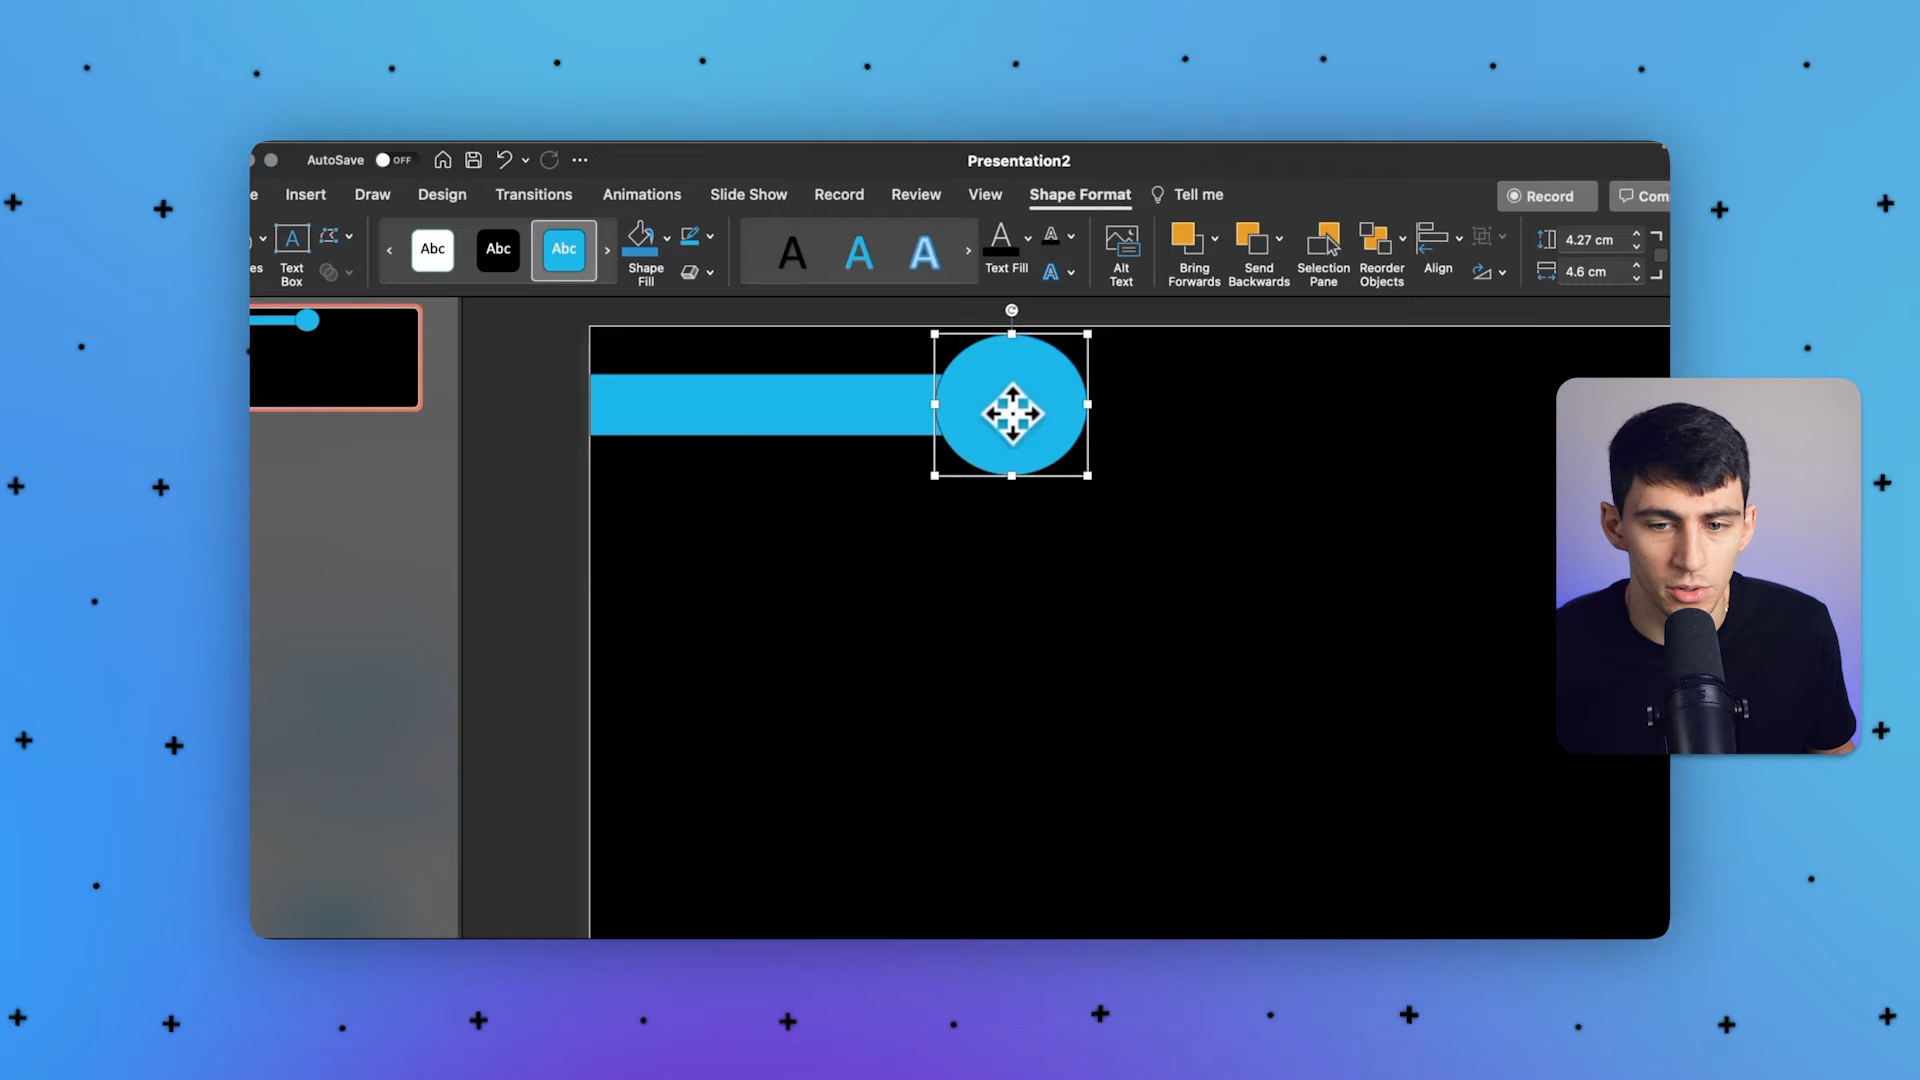 AutoSave OFF Presentation2
e Insert Draw Design Transitions Animations Slide Show Record Review View Shape Format Tell me Record Com
A Abc Abc Abc A A A A A A 4.27 cm
es Text Box Shape Fill Text Fill Alt Text Bring Forwards Send Backwards Selection Pane Reorder Objects Align 4.6 cm